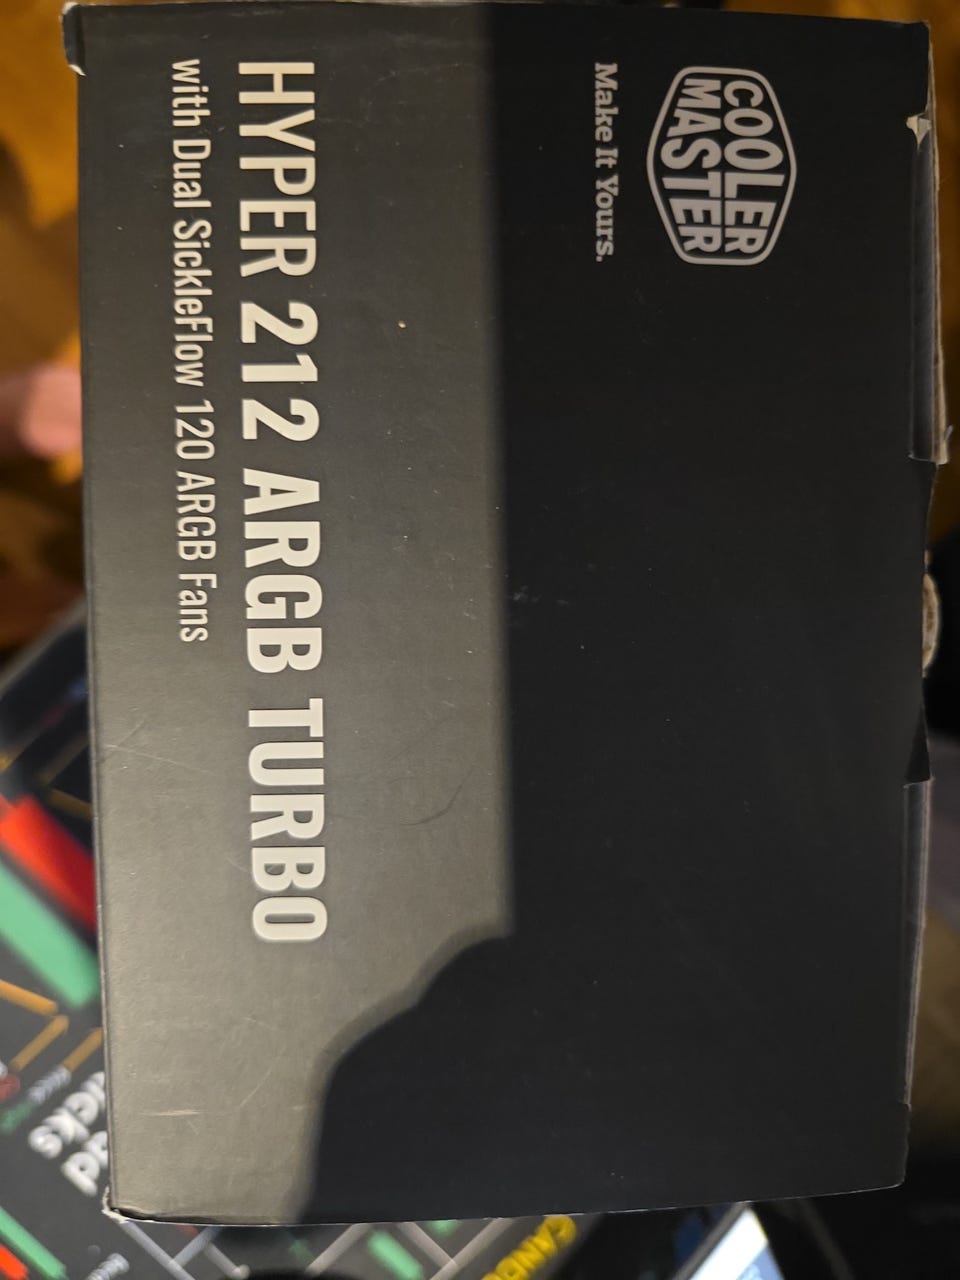 COOLER
MASTER
Make It Yours.
HYPER 212 ARGB TURBO
with Dual SickleFlow 120 ARGB Fans